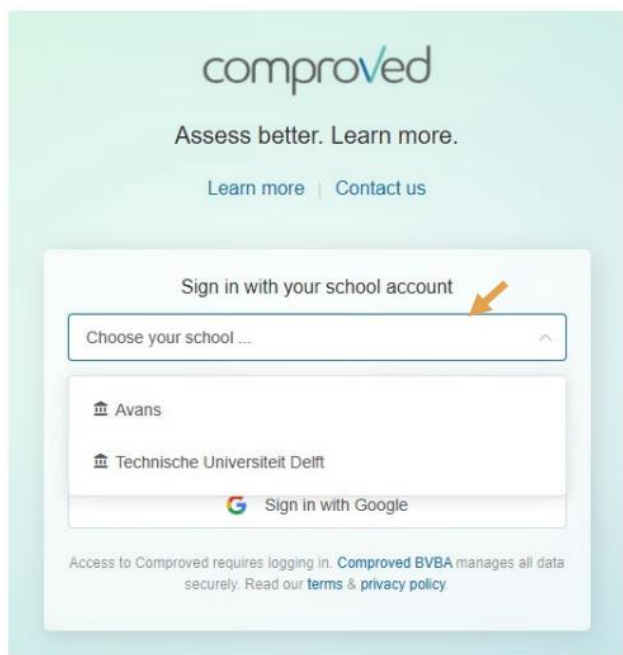 comproved
Assess better. Learn more.
Learn more | Contact us
Sign in with your school account
Choose your school ...
Avans
Technische Universiteit Delft
Sign in with Google
Access to Comproved requires logging in. Comproved BVBA manages all data
securely. Read our terms & privacy policy.